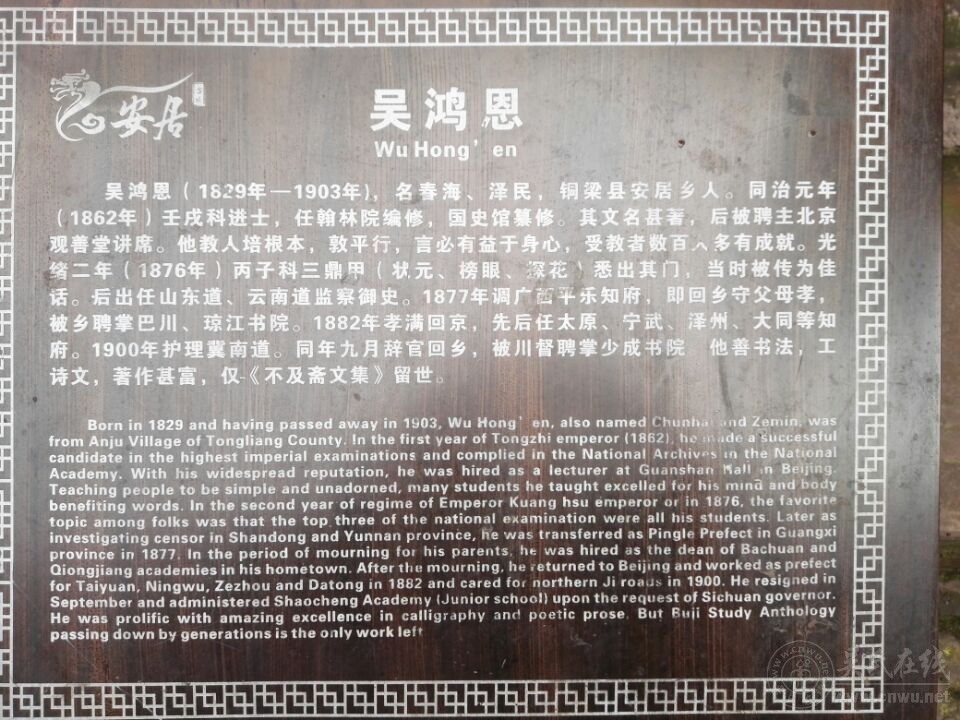 安居
吴鸿恩
Wu Hong'en
吴鸿恩（1829年—1903年），名春海、泽民，铜梁县安居乡人。同治元年
（1862年）壬戌科进士，任翰林院编修，国史馆纂修。其文名甚著，后被聘主北京
观善堂讲席。他教人培根本，敦平行，言必有益于身心，受教者数百人多有成就。光
绪二年（1876年）丙子科三鼎甲（状元、榜眼、探花）悉出其门，当时被传为佳
话。后出任山东道、云南道监察御史。1877年调广西平乐知府，即回乡守父母孝，
被乡聘掌巴川、琼江书院。1882年孝满回京，先后任太原、宁武、泽州、大同等知
府。1900年护理冀南道。同年九月辞官回乡，被川督聘掌少成书院 他善书法，工
诗文，著作甚富，仅《不及斋文集》留世。
Born in 1829 and having passed away in 1903, Wu Hong'en, also named Chunhai and Zemin, was
from Anju Village of Tongliang County. In the first year of Tongzhi emperor (1862), he made a successful
candidate in the highest imperial examinations and complied in the National Archives in the National
Academy. With his widespread reputation, he was hired as a lecturer at Guanshan Hall in Beijing.
Teaching people to be simple and unadorned, many students he taught excelled for his mind and body
benefiting words. In the second year of regime of Emperor Kuang hsu emperor or in 1876, the favorite
topic among folks was that the top three of the national examination were all his students. Later as
investigating censor in Shandong and Yunnan province, he was transferred as Pingle Prefect in Guangxi
province in 1877. In the period of mourning for his parents, he was hired as the dean of Bachuan and
Qiongjiang academies in his hometown. After the mourning, he returned to Beijing and worked as prefect
for Taiyuan, Ningwu, Zezhou and Datong in 1882 and cared for northern Ji roads in 1900. He resigned in
September and administered Shaocheng Academy (Junior school) upon the request of Sichuan governor.
He was prolific with amazing excellence in calligraphy and poetic prose. But Buji Study Anthology
passing down by generations is the only work left
吴氏在线
www.cnwu.net